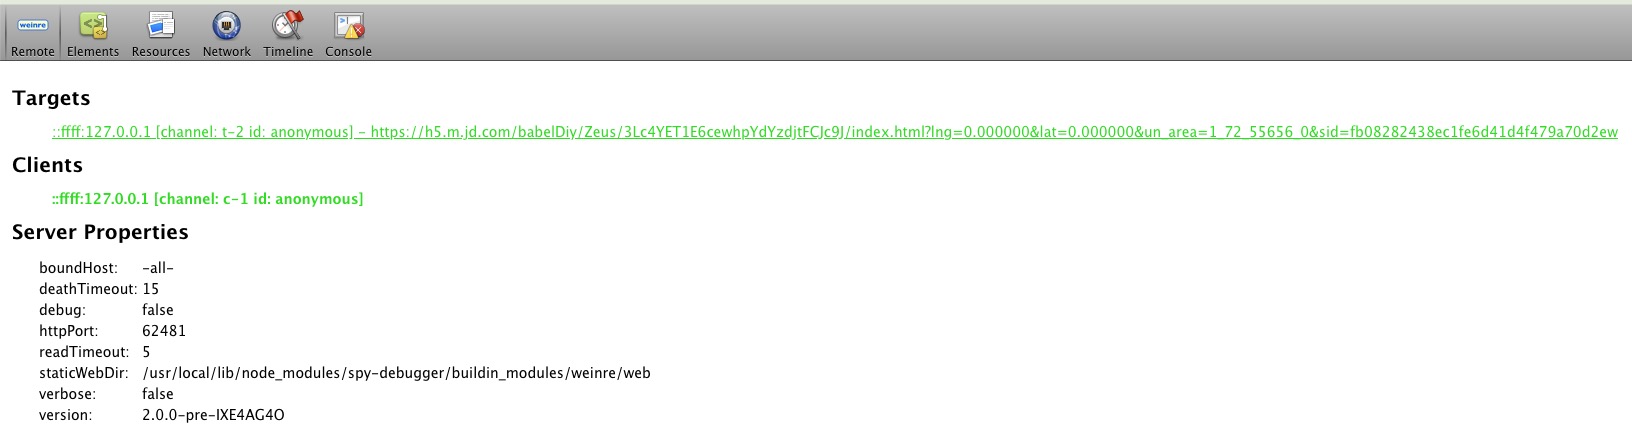 weinre
Remote Elements Resources Network Timeline Console
Targets
::ffff:127.0.0.1 [channel: t-2 id: anonymous] - https://h5.m.jd.com/babelDiy/Zeus/3Lc4YET1E6cewhpYdYzdjtFCJc9J/index.html?lng=0.000000&lat=0.000000&un_area=1_72_55656_0&sid=fb08282438ec1fe6d41d4f479a70d2ew
Clients
::ffff:127.0.0.1 [channel: c-1 id: anonymous]
Server Properties
boundHost: -all-
deathTimeout: 15
debug: false
httpPort: 62481
readTimeout: 5
staticWebDir: /usr/local/lib/node_modules/spy-debugger/buildin_modules/weinre/web
verbose: false
version: 2.0.0-pre-IXE4AG4O